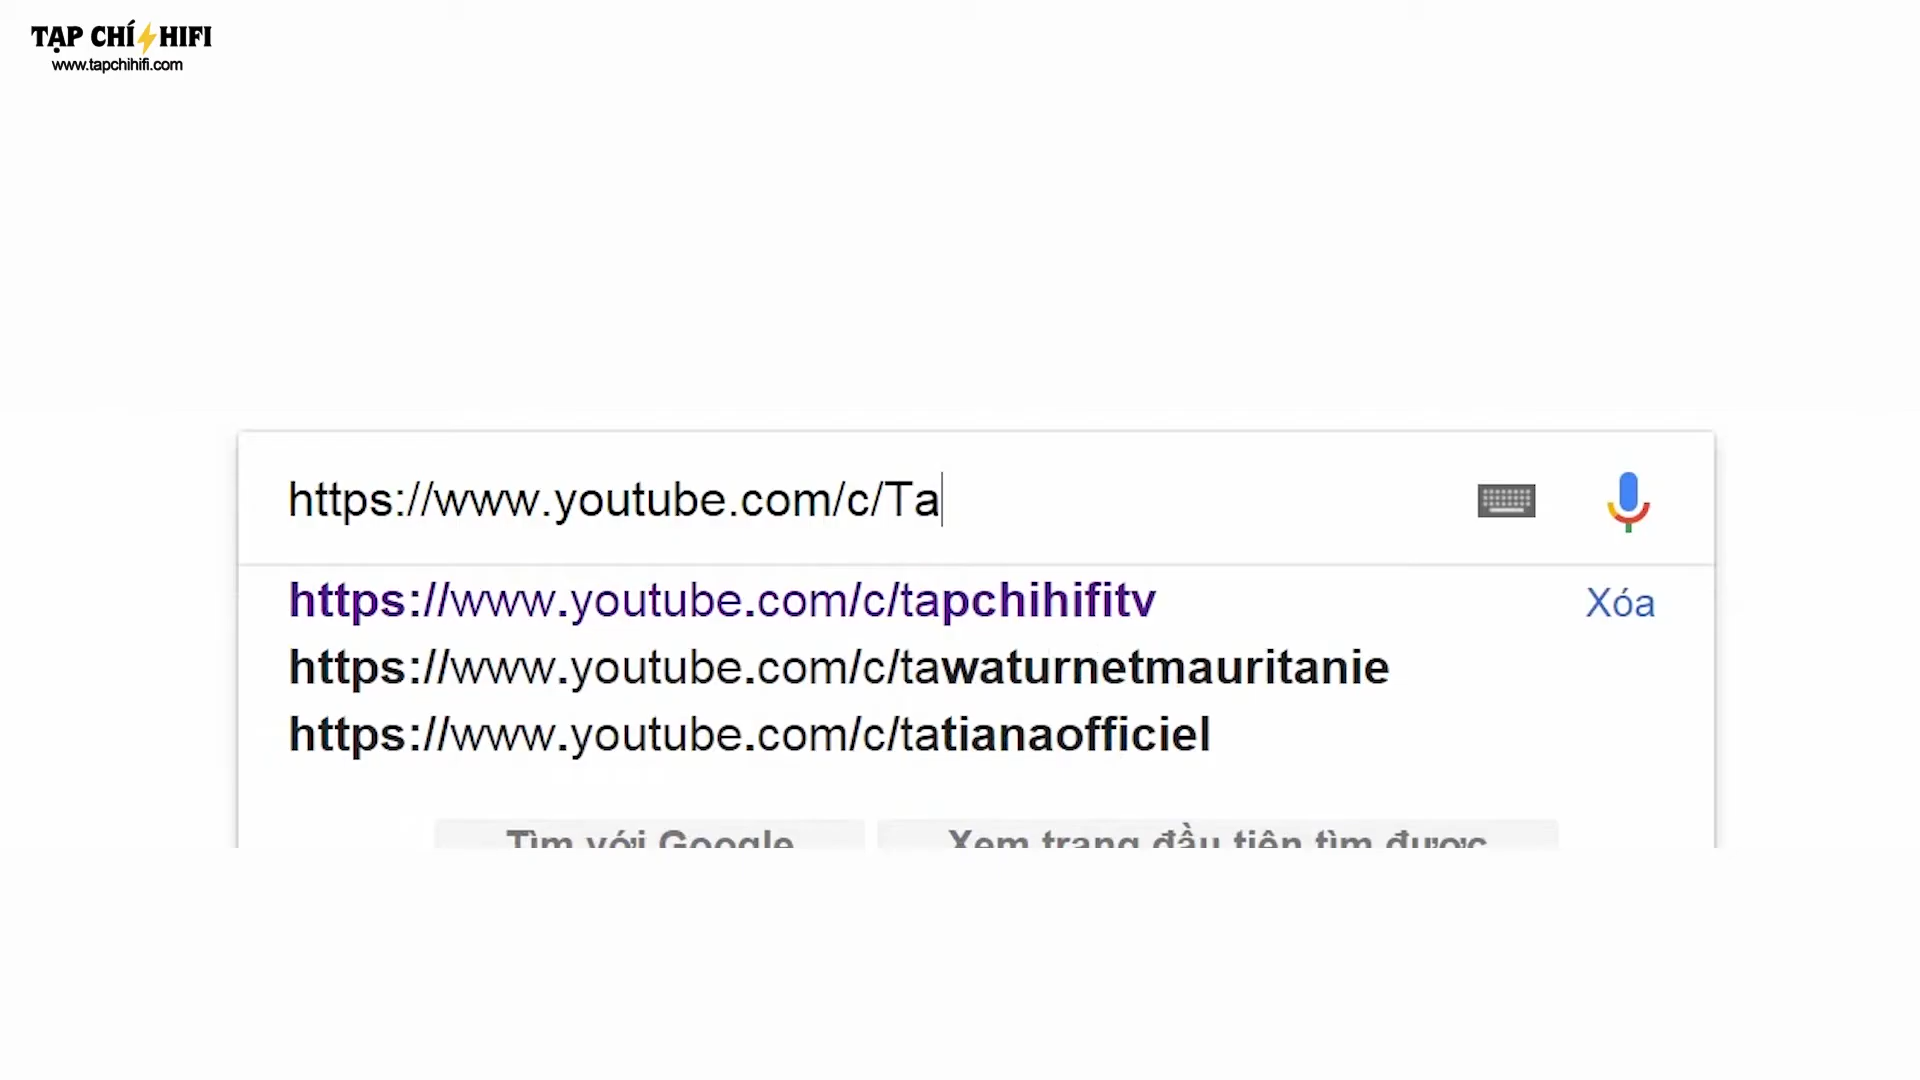 TẠP CHÍ HIFI
www.tapchihifi.com
https://www.youtube.com/c/Ta
https://www.youtube.com/c/tapchihifitv
Xóa
https://www.youtube.com/c/tawaturnetmauritanie
https://www.youtube.com/c/tatianaofficiel
Tìm với Google
Xem trang đầu tiên tìm được